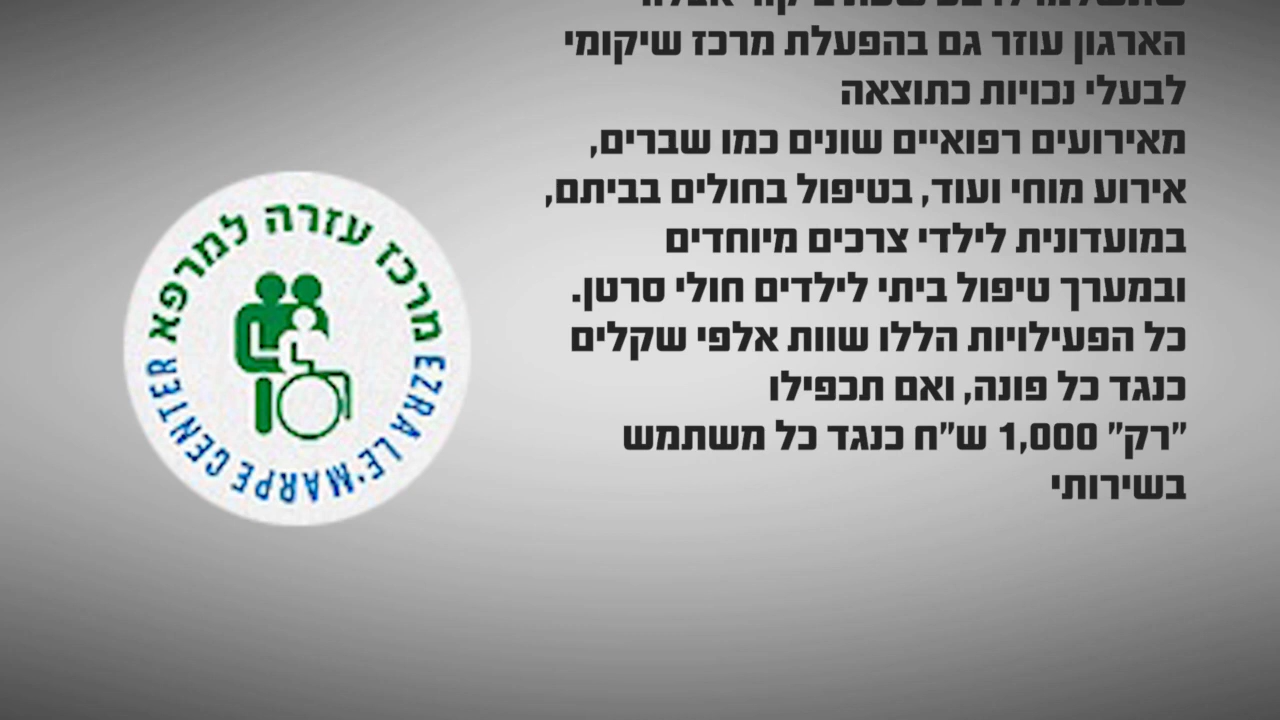 הארגון עוזר גם בהפעלת מרכז שיקומי
לבעלי נכויות כתוצאה
מאירועים רפואיים שונים כמו שברים,
אירוע מוחי ועוד, בטיפול בחולים בביתם,
במועדונית לילדי צרכים מיוחדים
ובמערך טיפול ביתי לילדים חולי סרטן.
כל הפעילויות הללו שוות אלפי שקלים
כנגד כל פונה, ואם תכפילו
"רק" 1,000 ש"ח כנגד כל משתמש
בשירותי
מרכז עזרה למרפא
EZRA LE'MARPE CENTER